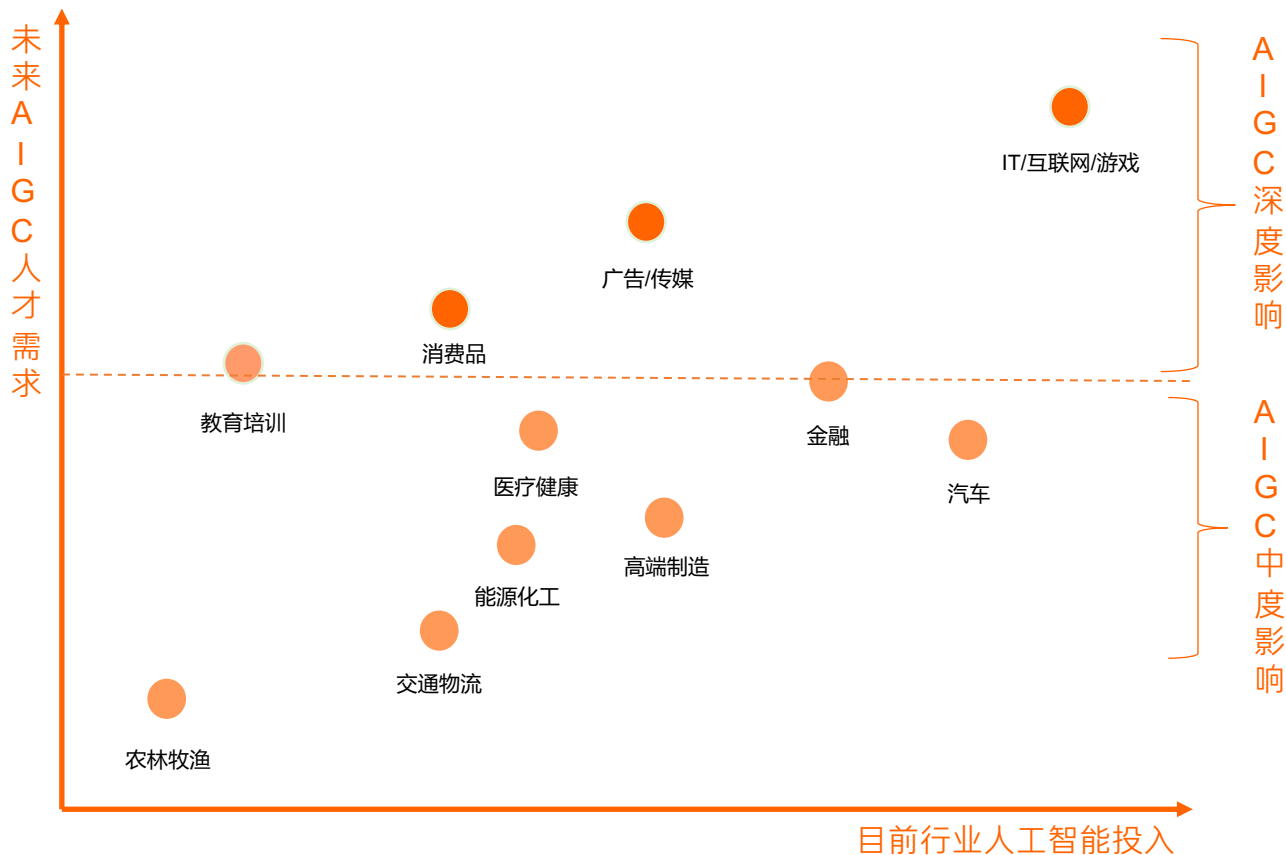 未来AIGC人才需求
AIGC深度影响
IT/互联网/游戏
广告/传媒
消费品
教育培训
金融
医疗健康
汽车
高端制造
能源化工
交通物流
农林牧渔
AIGC中度影响
目前行业人工智能投入